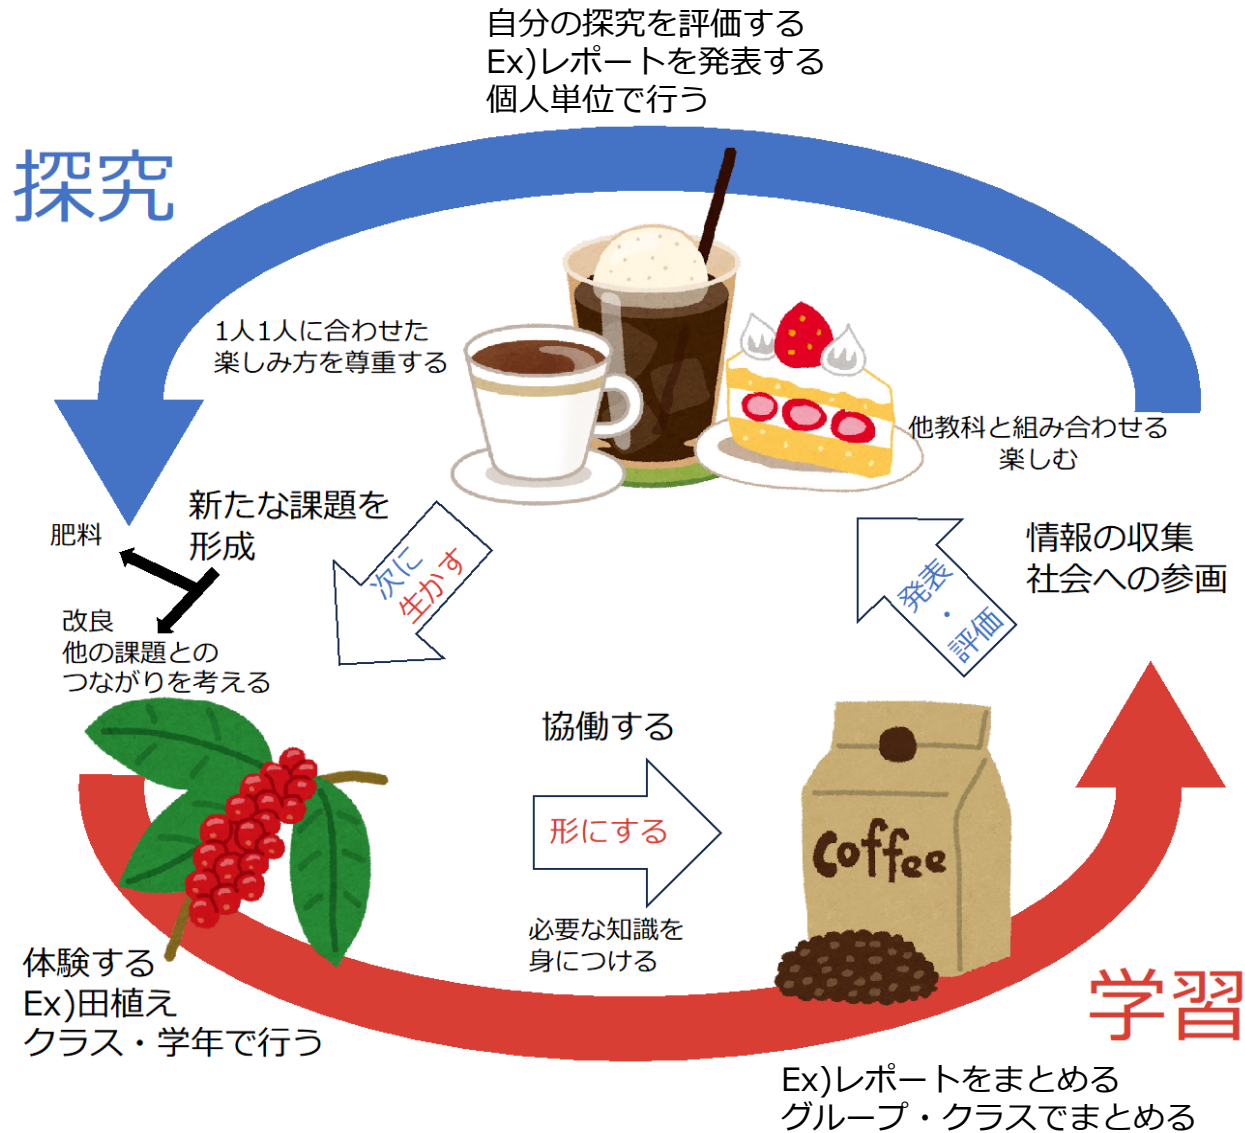 自分の探究を評価する
Ex)レポートを発表する
個人単位で行う
探究
1人1人に合わせた
楽しみ方を尊重する
他教科と組み合わせる
楽しむ
新たな課題を
形成
肥料
改良
他の課題との
つながりを考える
次に
生かす
発表
・
評価
情報の収集
社会への参画
協働する
形にする
必要な知識を
身につける
Coffee
体験する
Ex)田植え
クラス・学年で行う
学習
Ex)レポートをまとめる
グループ・クラスでまとめる